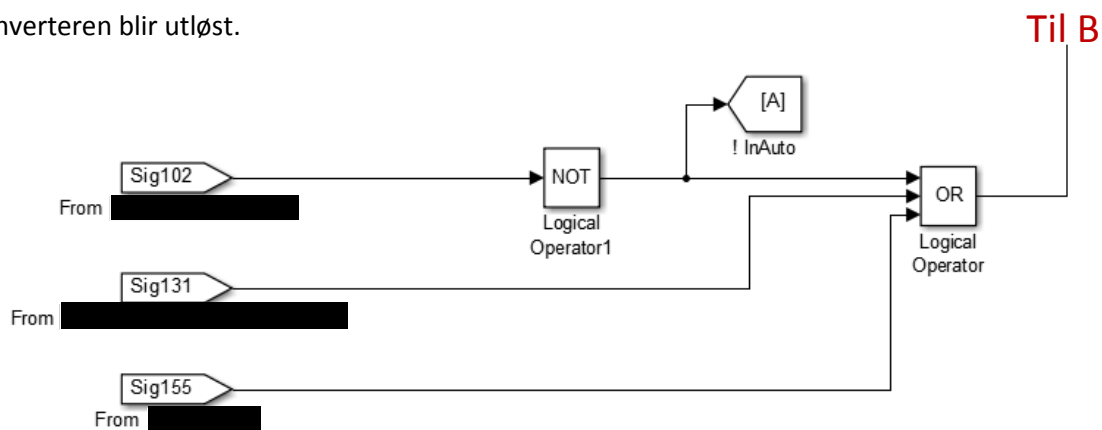 nverteren blir utløst.
Til B
[A]
! InAuto
Sig102
NOT
OR
From
Logical
Operator1
Logical
Operator
Sig131
From
Sig155
From